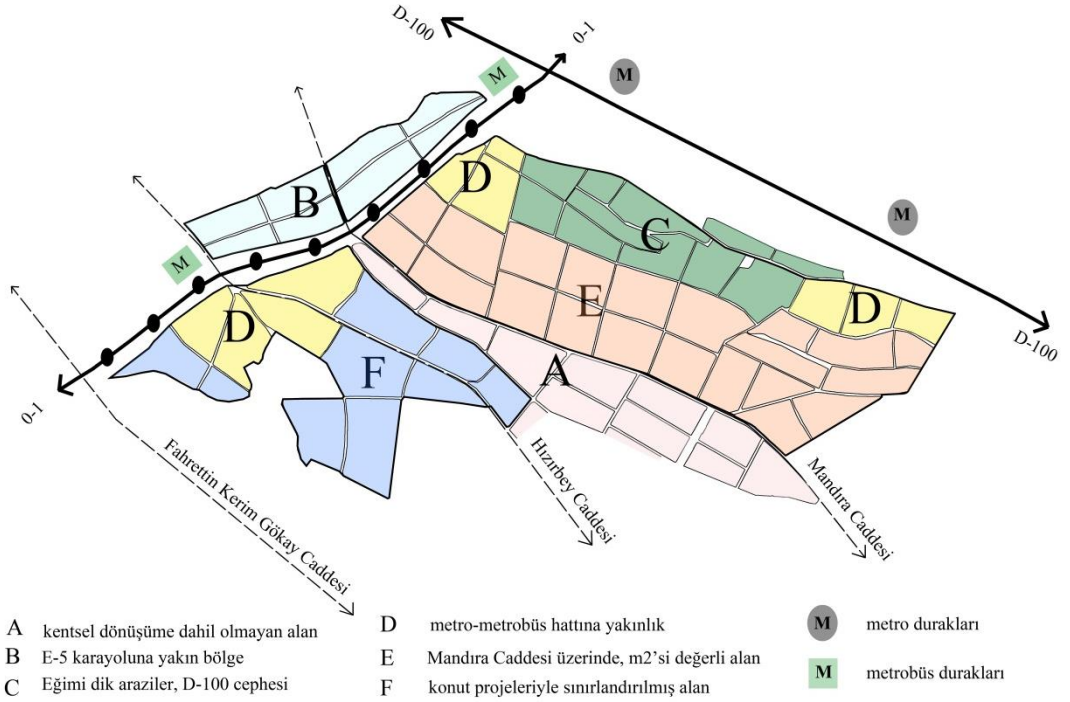 D-100
0-1
M
M
B
D
C
M
M
D
E
D
F
A
D-100
0-1
Fahrettin Kerim Gökay Caddesi
Hızırbey Caddesi
Mandıra Caddesi
A kentsel dönüşüme dahil olmayan alan
B E-5 karayoluna yakın bölge
C Eğimi dik araziler, D-100 cephesi
D metro-metrobüs hattına yakınlık
E Mandıra Caddesi üzerinde, m2'si değerli alan
F konut projeleriyle sınırlandırılmış alan
M metro durakları
M metrobüs durakları